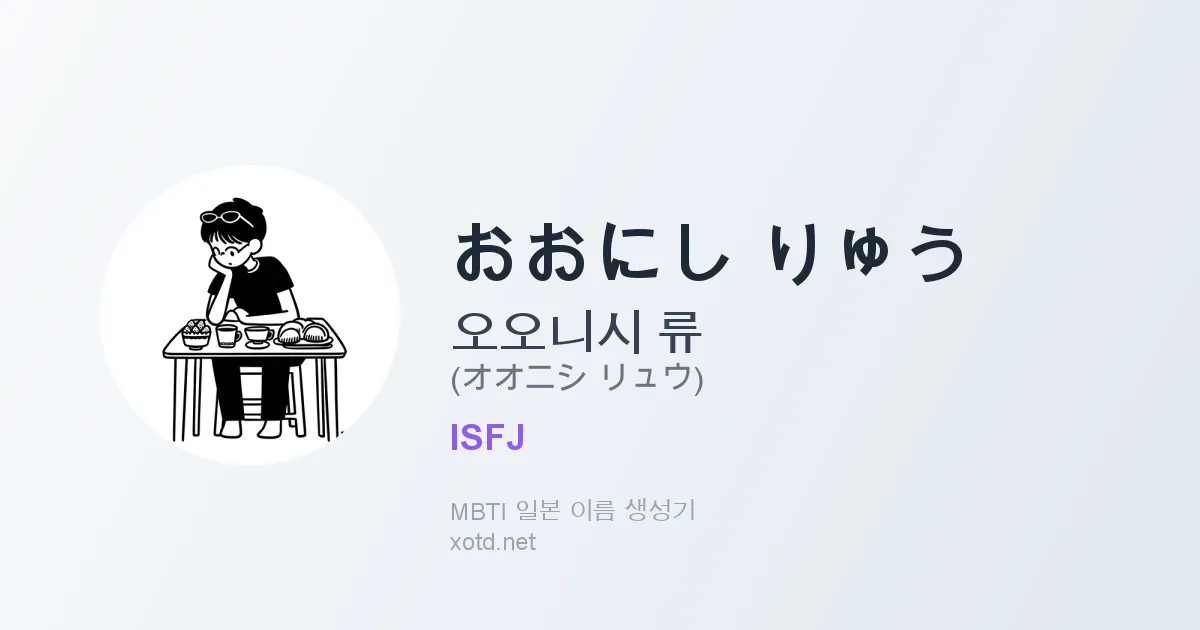 おおにし りゅう
오오니시 류
(オオニシ リュウ)
ISFJ
MBTI 일본 이름 생성기
xotd.net